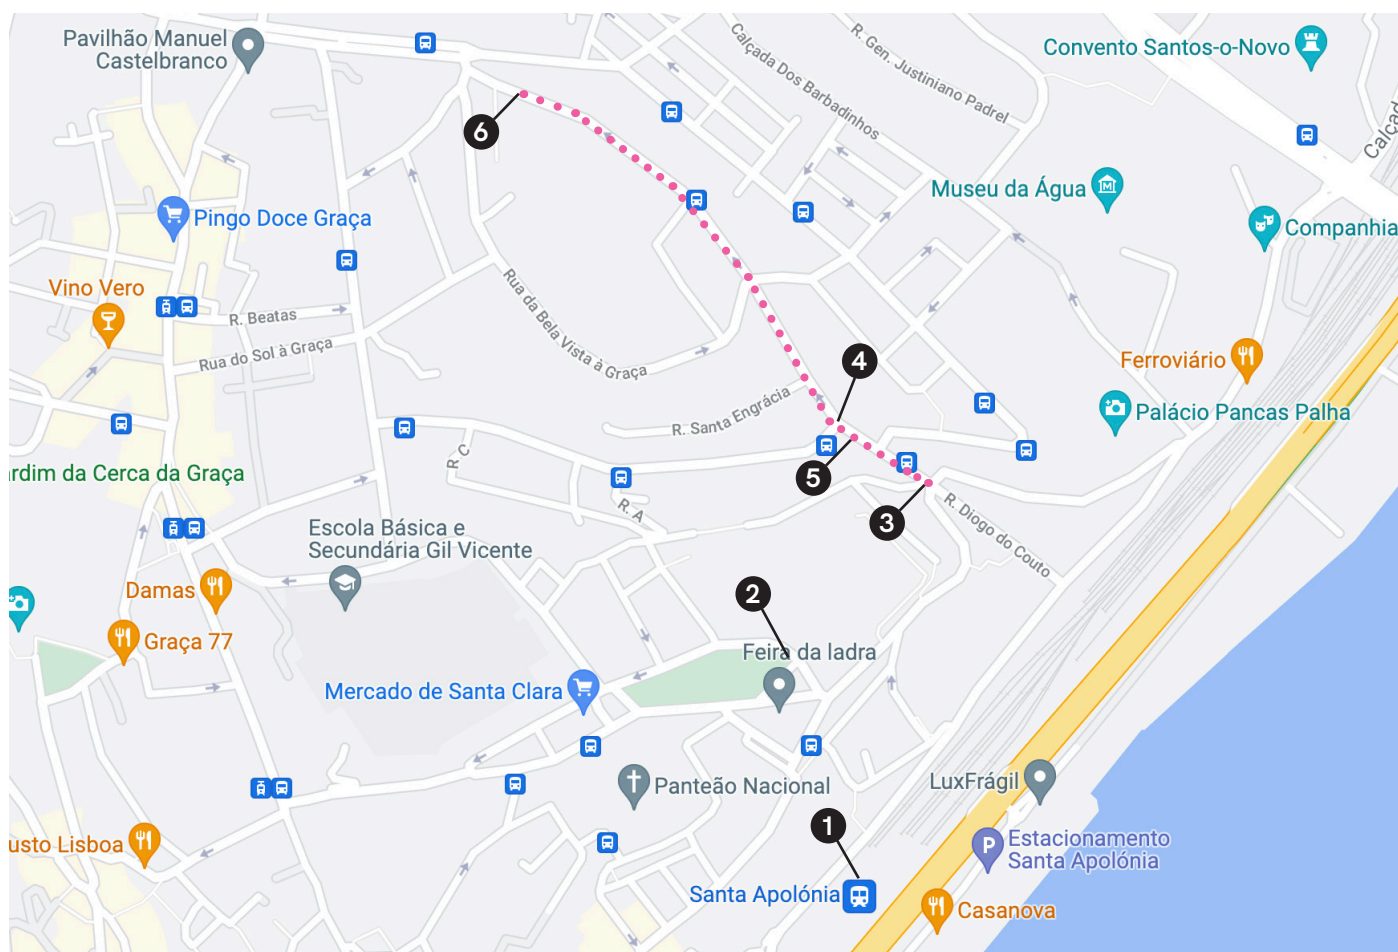 Pavilhão Manuel
Castelbranco
Calçada Dos Barbadinhos
R. Gen. Justiniano Padrel
Convento Santos-o-Novo
6
Museu da Água
Companhia
Pingo Doce Graça
Vino Vero
R. Beatas
Rua do Sol à Graça
Rua da Bela Vista à Graça
4
Ferroviário
R. Santa Engrácia
Palácio Pancas Palha
R. C
ardim da Cerca da Graça
5
R. A
3
R. Diogo do Couto
Escola Básica e
Secundária Gil Vicente
Damas
2
Graça 77
Feira da ladra
Mercado de Santa Clara
Panteão Nacional
LuxFrágil
1
usto Lisboa
P
Estacionamento
Santa Apolónia
Santa Apolónia
Casanova